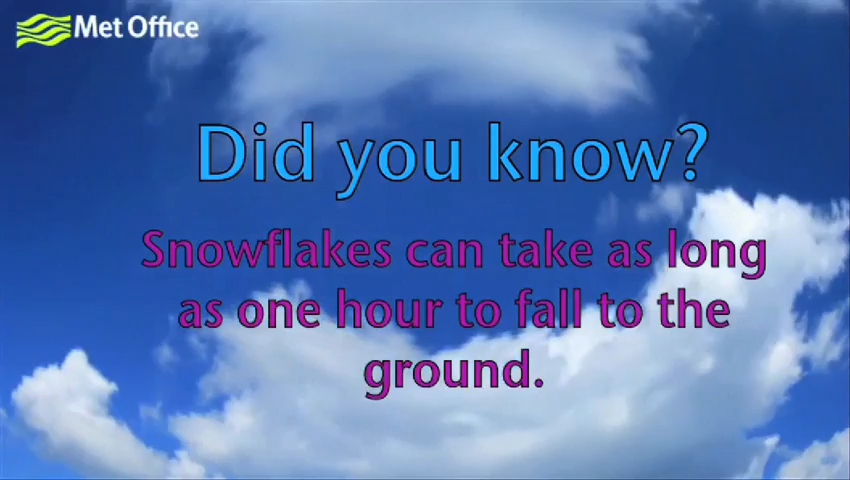 Met Office
Did you know?
Snowflakes can take as long
as one hour to fall to the
ground.